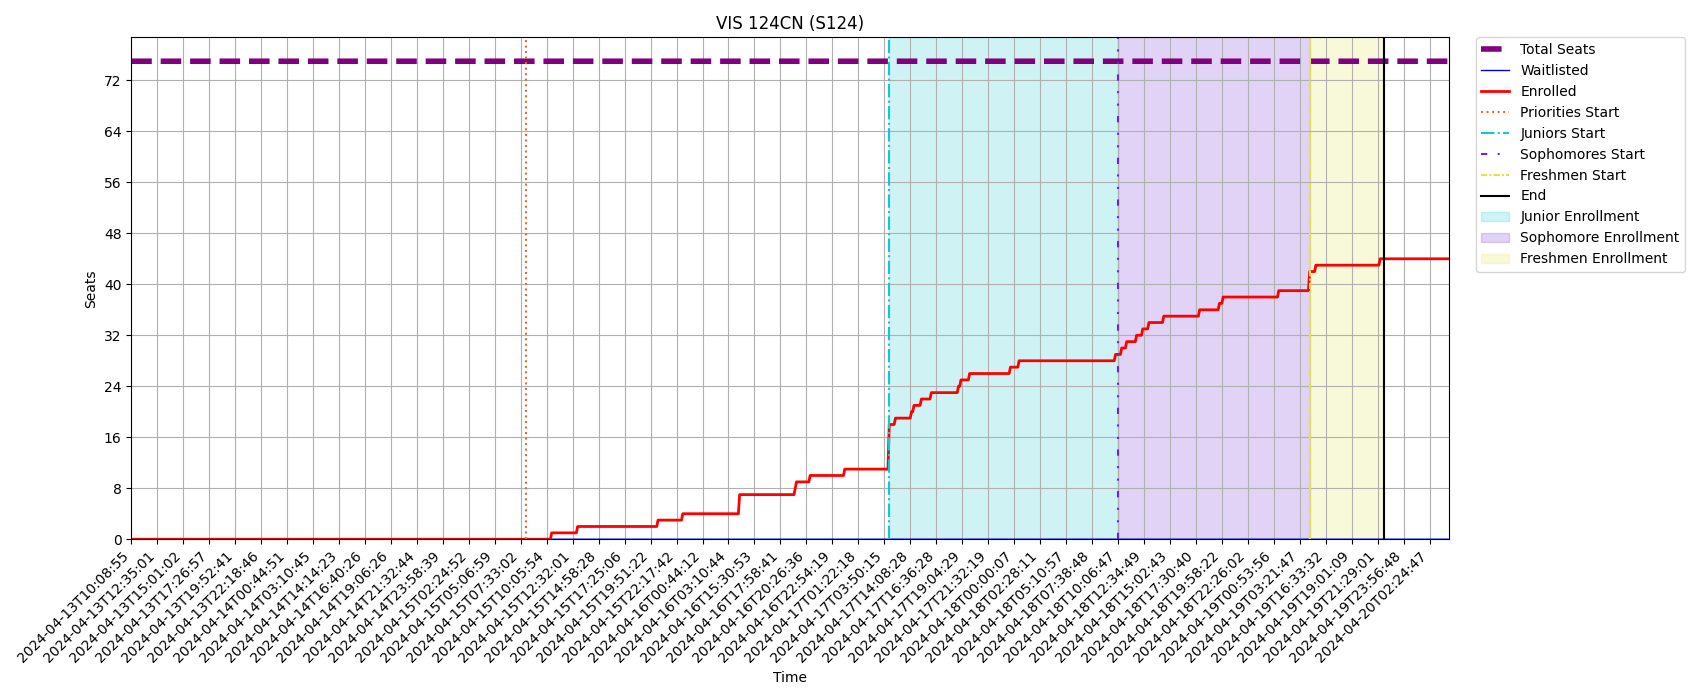 VIS 124CN (S124)
Total Seats
Waitlisted
Enrolled
Priorities Start
Juniors Start
Sophomores Start
Freshmen Start
End
Junior Enrollment
Sophomore Enrollment
Freshmen Enrollment
Seats
72
64
56
48
40
32
24
16
8
0
2024-04-13T10:08:55
2024-04-13T12:35:01
2024-04-13T15:01:02
2024-04-13T17:26:57
2024-04-13T19:52:41
2024-04-13T22:18:46
2024-04-14T00:44:51
2024-04-14T03:10:45
2024-04-14T14:14:23
2024-04-14T16:40:26
2024-04-14T19:06:26
2024-04-14T21:32:44
2024-04-14T23:58:39
2024-04-15T02:24:52
2024-04-15T05:06:59
2024-04-15T07:33:02
2024-04-15T10:05:54
2024-04-15T12:32:01
2024-04-15T14:58:28
2024-04-15T17:25:06
2024-04-15T19:51:22
2024-04-15T22:17:42
2024-04-16T00:44:12
2024-04-16T03:10:44
2024-04-16T15:30:53
2024-04-16T17:58:41
2024-04-16T20:26:36
2024-04-16T22:54:19
2024-04-17T01:22:18
2024-04-17T03:50:15
2024-04-17T14:08:28
2024-04-17T16:36:28
2024-04-17T19:04:29
2024-04-17T21:32:19
2024-04-18T00:00:07
2024-04-18T02:28:11
2024-04-18T05:10:57
2024-04-18T07:38:48
2024-04-18T10:06:47
2024-04-18T12:34:49
2024-04-18T15:02:43
2024-04-18T17:30:40
2024-04-18T19:58:22
2024-04-18T22:26:02
2024-04-19T00:53:56
2024-04-19T03:21:47
2024-04-19T16:33:32
2024-04-19T19:01:09
2024-04-19T21:29:01
2024-04-19T23:56:48
2024-04-20T02:24:47
Time